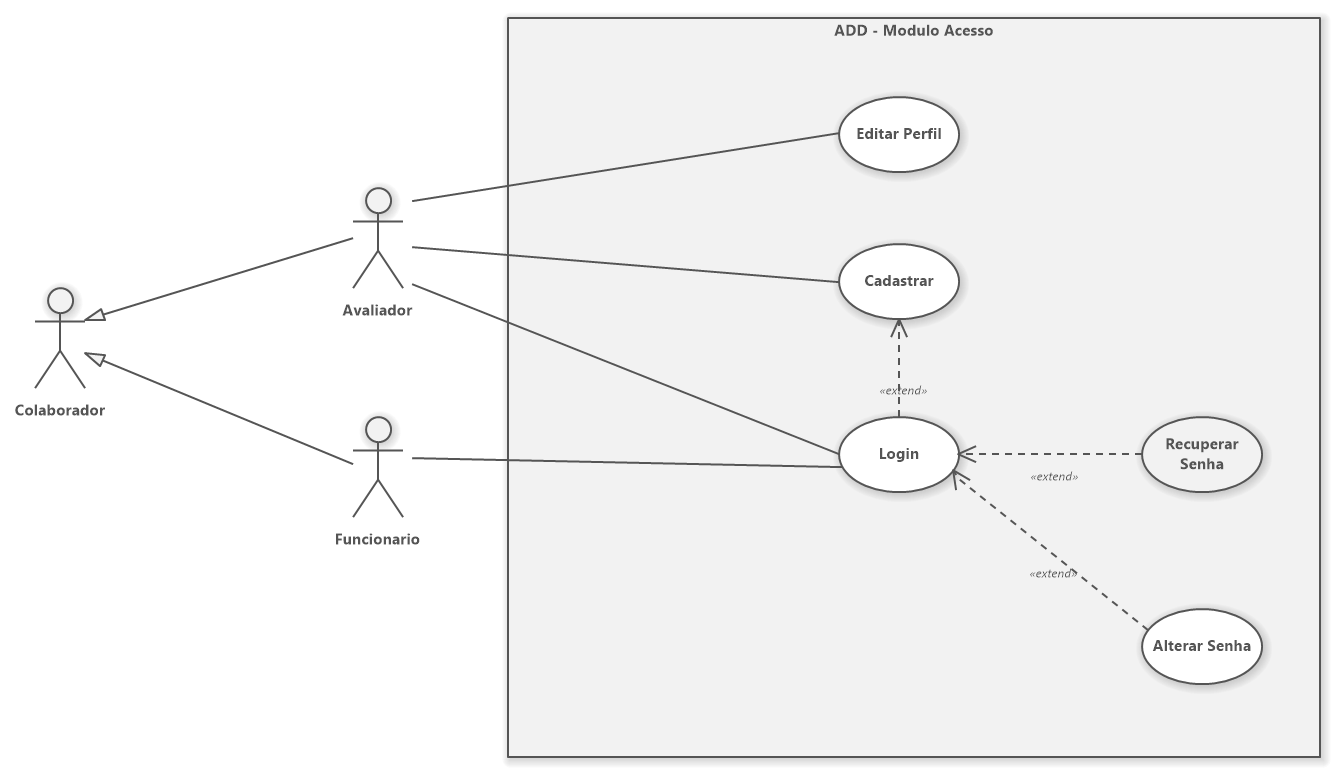 ADD - Modulo Acesso
Editar Perfil
Avaliador
Cadastrar
Colaborador
«extend»
Login
Recuperar
Senha
«extend»
Funcionario
«extend»
Alterar Senha